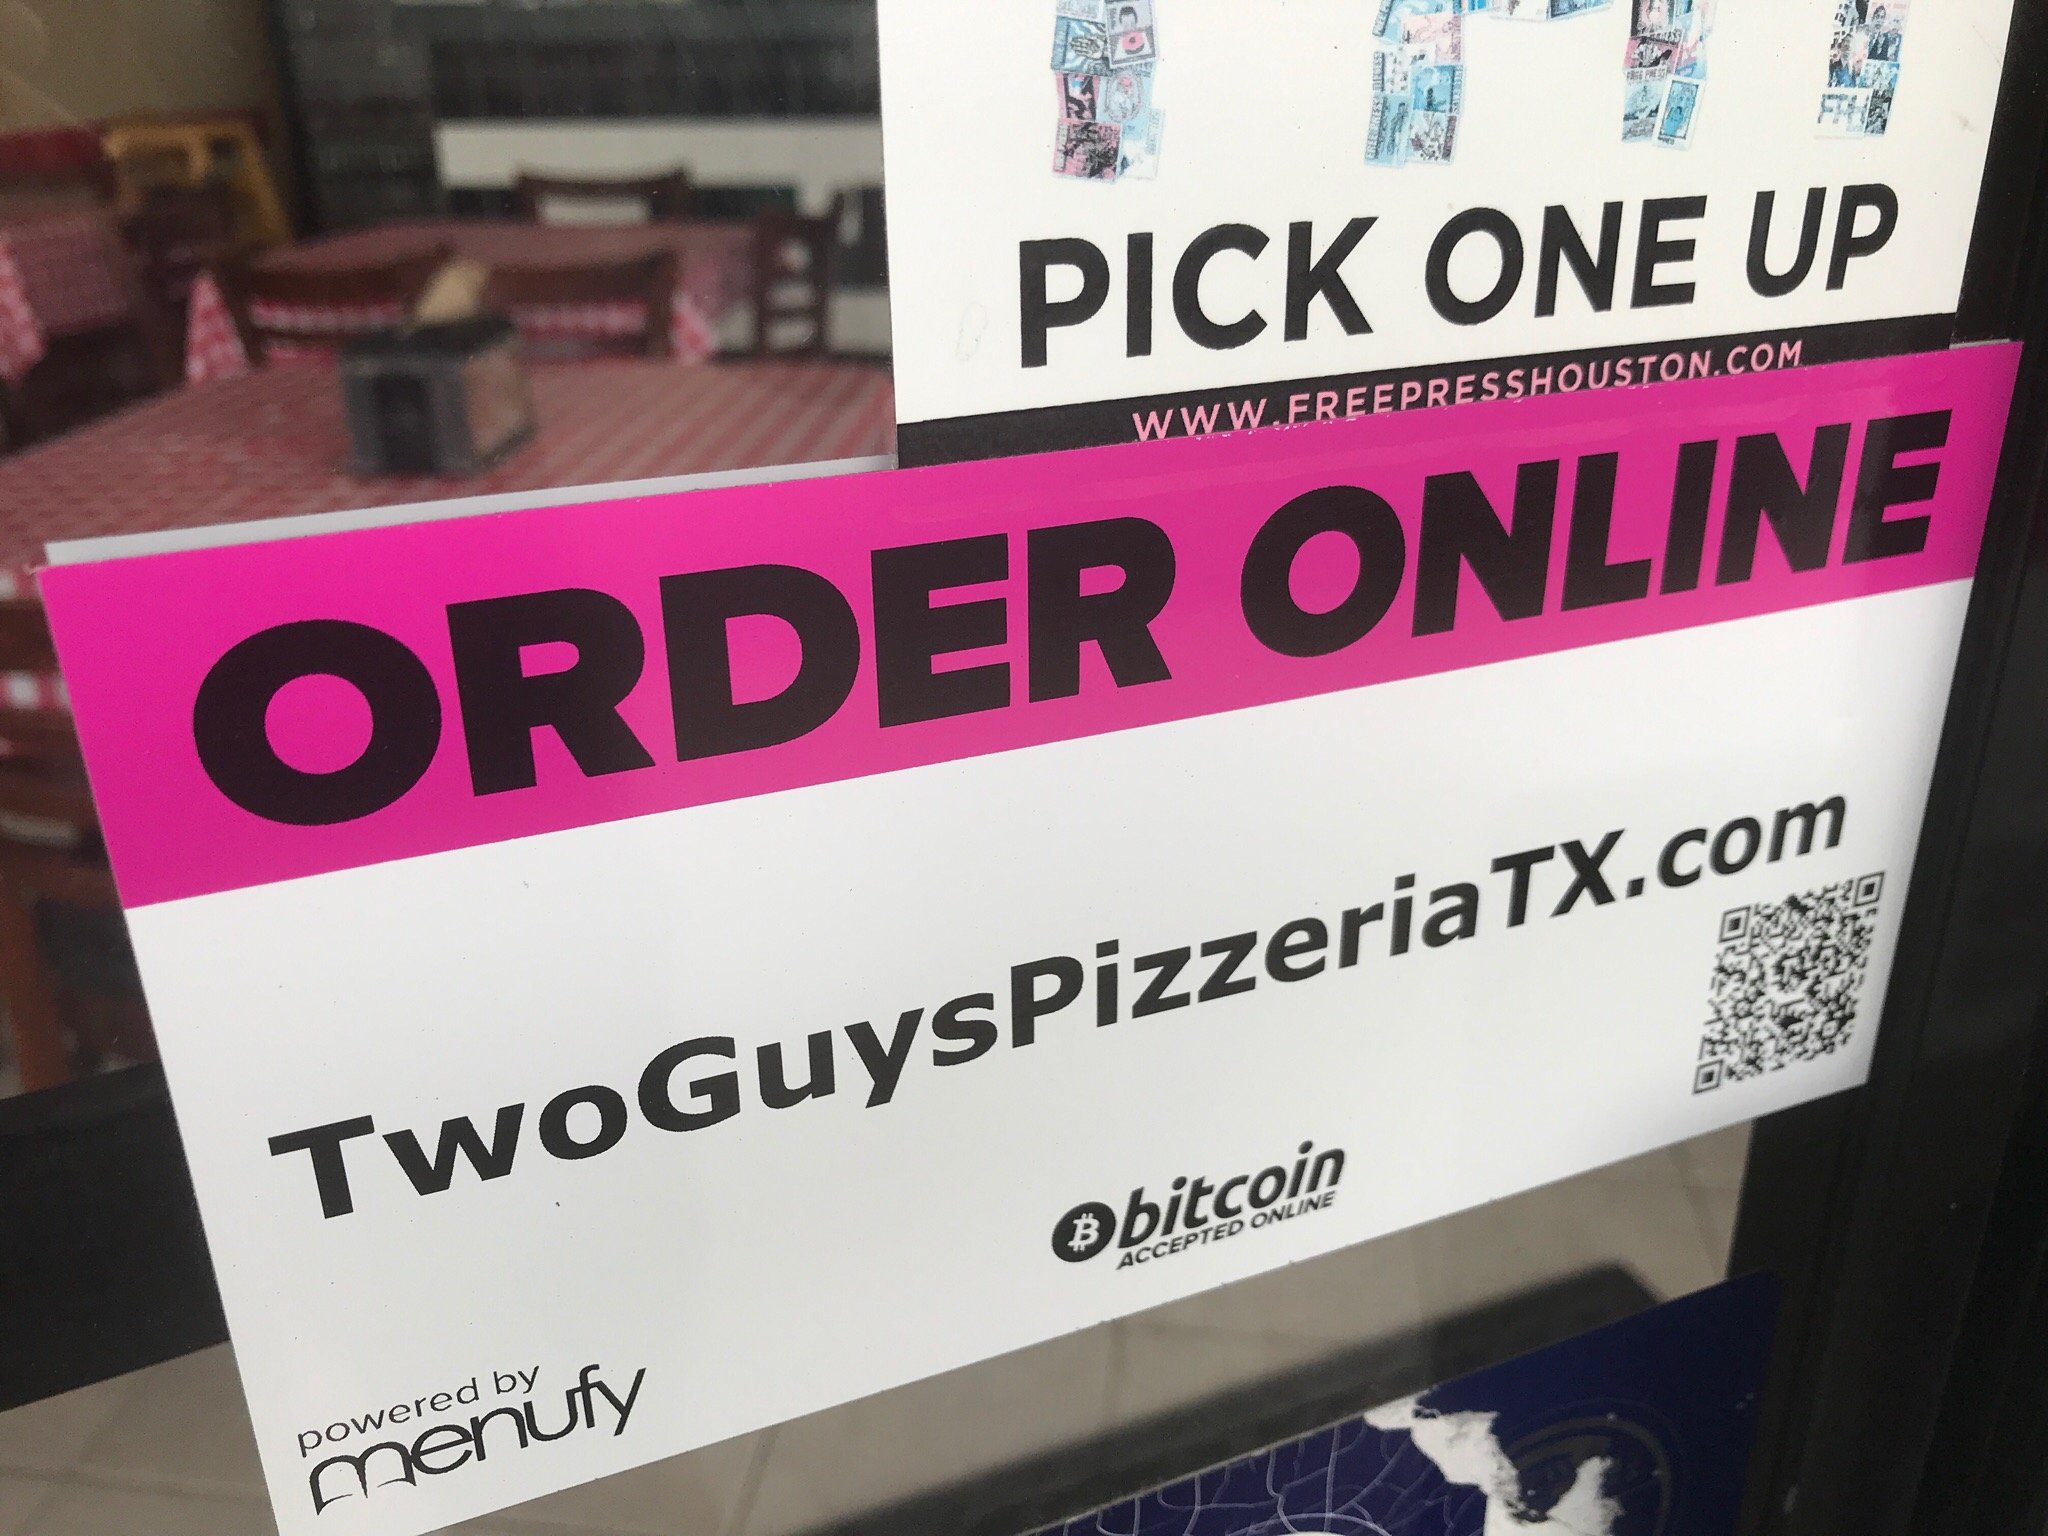 PICK ONE UP
WWW.FREEPRESSHOUSTON.COM
ORDER ONLINE
TwoGuysPizzeriaTX.com
bitcoin
ACCEPTED ONLINE
powered by
menufy